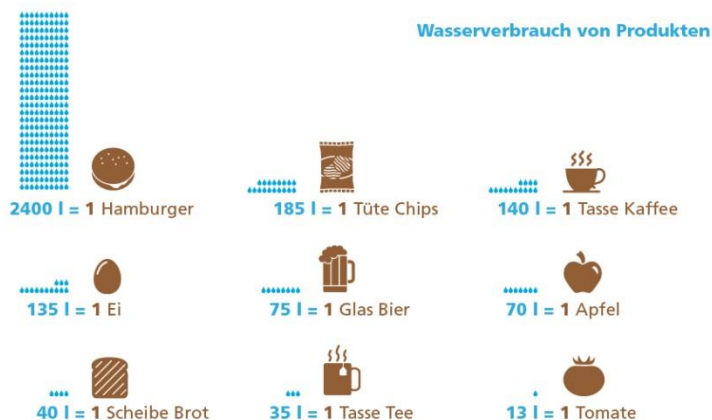 Wasserverbrauch von Produkten
2400 l = 1 Hamburger
185 l = 1 Tüte Chips
140 l = 1 Tasse Kaffee
135 l = 1 Ei
75 l = 1 Glas Bier
70 l = 1 Apfel
40 l = 1 Scheibe Brot
35 l = 1 Tasse Tee
13 l = 1 Tomate